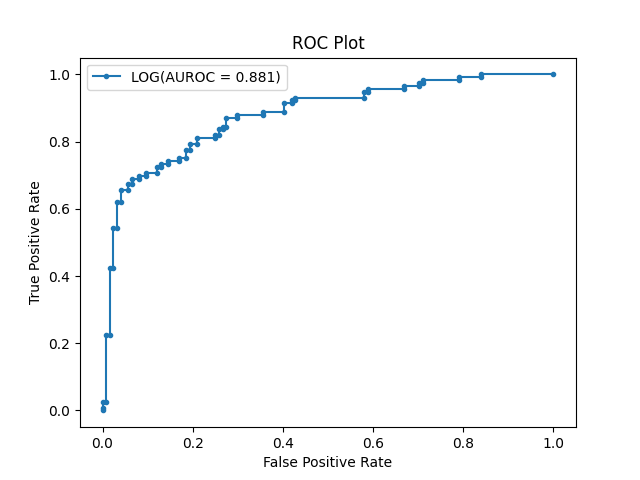 ROC Plot
LOG(AUROC = 0.881)
True Positive Rate
1.0
0.8
0.6
0.4
0.2
0.0
0.0 0.2 0.4 0.6 0.8 1.0
False Positive Rate